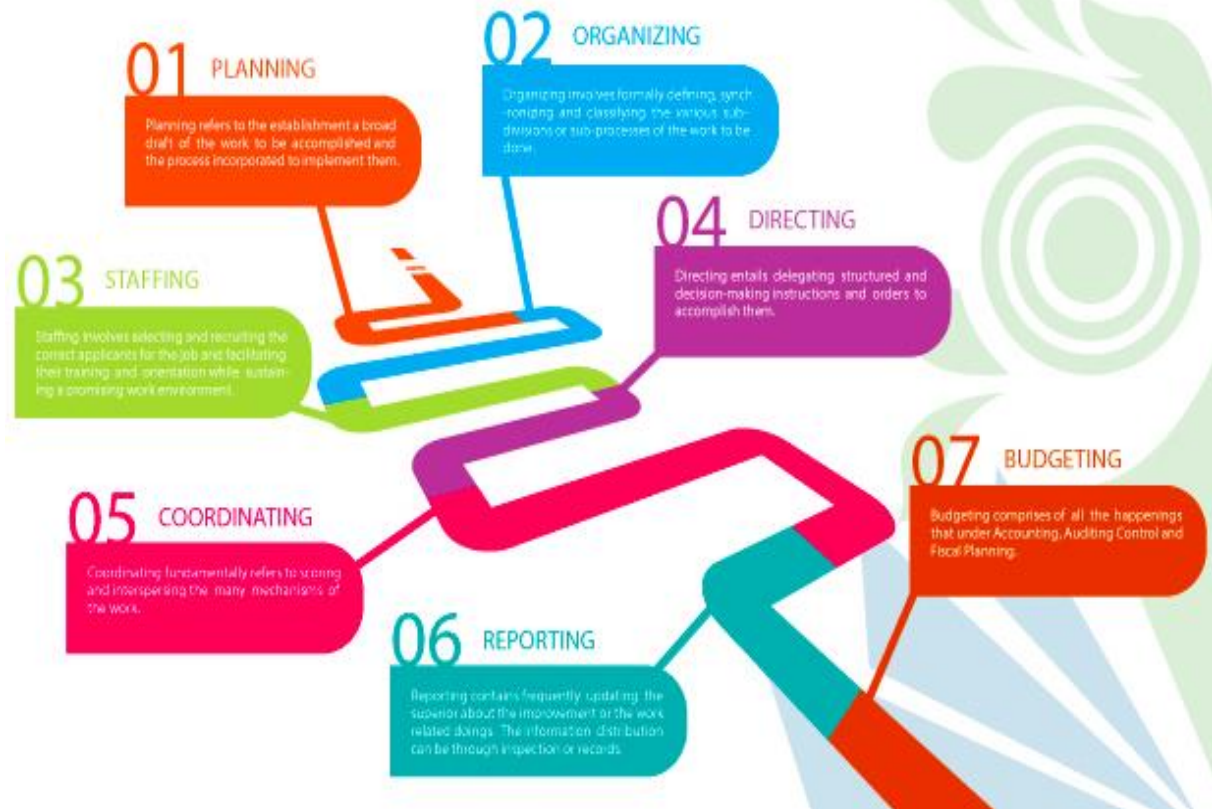 01 PLANNING
Planning refers to the establishment a broad
draft of the work to be accomplished and
the process incorporated to implement them.
02 ORGANIZING
Organizing involves formally defining, synch
-ronizing and classifying the various sub-
divisions or sub-processes of the work to be
done.
03 STAFFING
Staffing involves selecting and recruiting the
correct applicants for the job and facilitating
their training and orientation while sustain-
ing a promising work environment.
04 DIRECTING
Directing entails delegating structured and
decision-making instructions and orders to
accomplish them.
05 COORDINATING
Coordinating fundamentally refers to scoring
and interspersing the many mechanisms of
the work.
06 REPORTING
Reporting contains frequently updating the
superior about the improvement or the work
related doings. The information distribution
can be through inspection or records.
07 BUDGETING
Budgeting comprises of all the happenings
that under Accounting, Auditing Control and
Fiscal Planning.